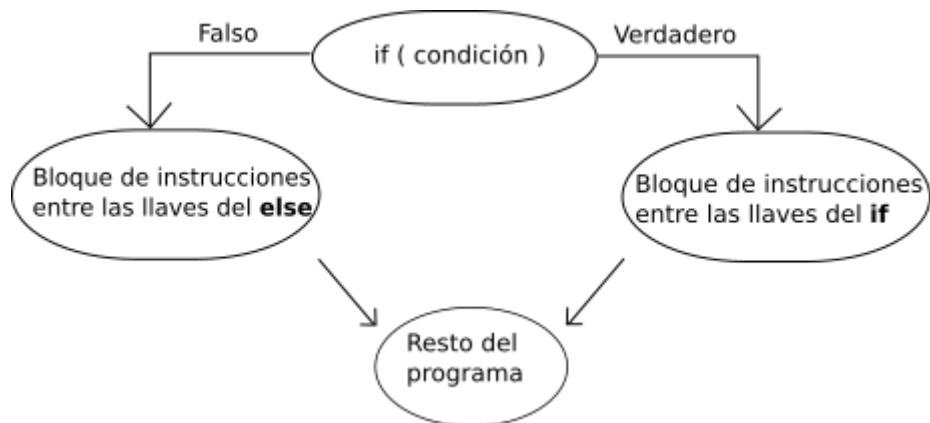 Falso
if ( condición )
Verdadero
Bloque de instrucciones
entre las llaves del else
Bloque de instrucciones
entre las llaves del if
Resto del
programa